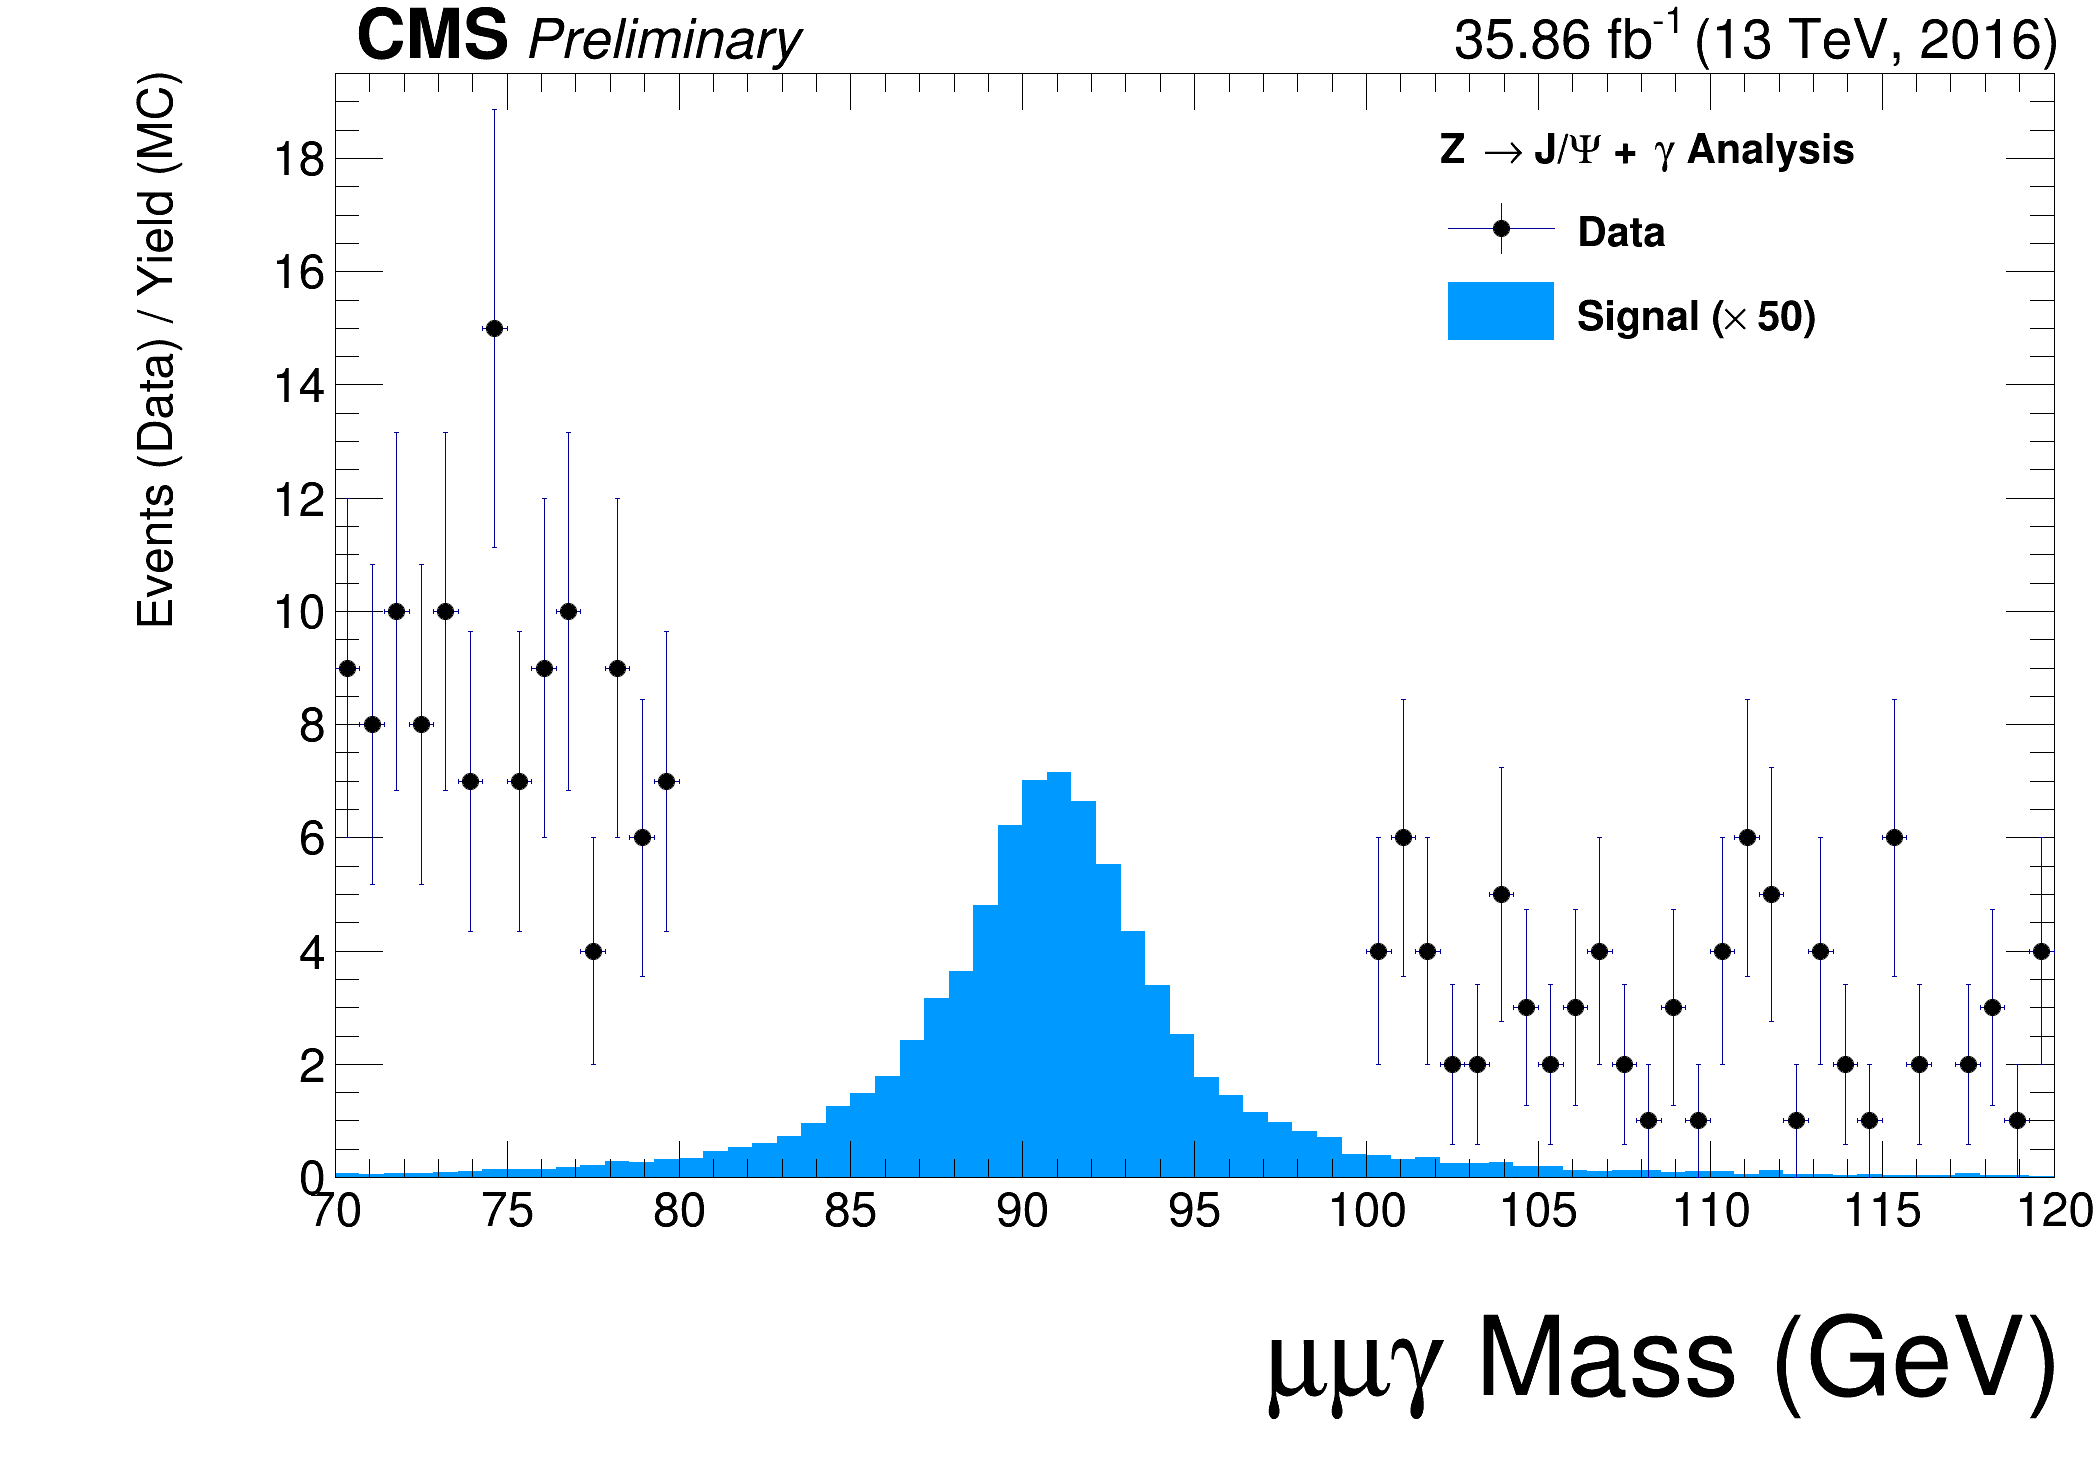 CMS Preliminary 35.86 fb⁻¹ (13 TeV, 2016)
Events (Data) / Yield (MC)
Z → J/Ψ + γ Analysis
Data
Signal (× 50)
18
16
14
12
10
8
6
4
2
0
70 75 80 85 90 95 100 105 110 115 120
μμγ Mass (GeV)